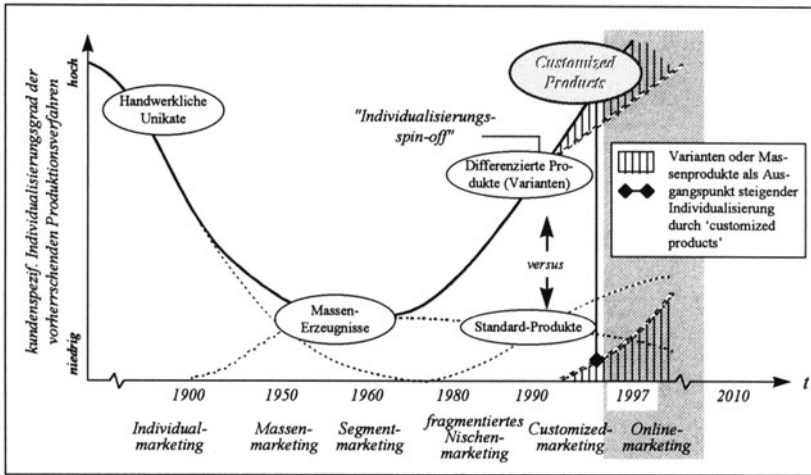 kundenspezif. Individualisierungsgrad der
vorherrschenden Produktionsverfahren
hoch
niedrig
Handwerkliche
Unikate
Massen-
Erzeugnisse
"Individualisierungs-
spin-off"
Customized
Products
Differenzierte Pro-
dukte (Varianten)
versus
Standard-Produkte
Varianten oder Mas-
senprodukte als Aus-
gangspunkt steigender
Individualisierung
durch ‘customized
products’
1900
1950
1960
1980
1990
1997
2010
t
Individual-
marketing
Massen-
marketing
Segment-
marketing
fragmentiertes
Nischen-
marketing
Customized-
marketing
Online-
marketing